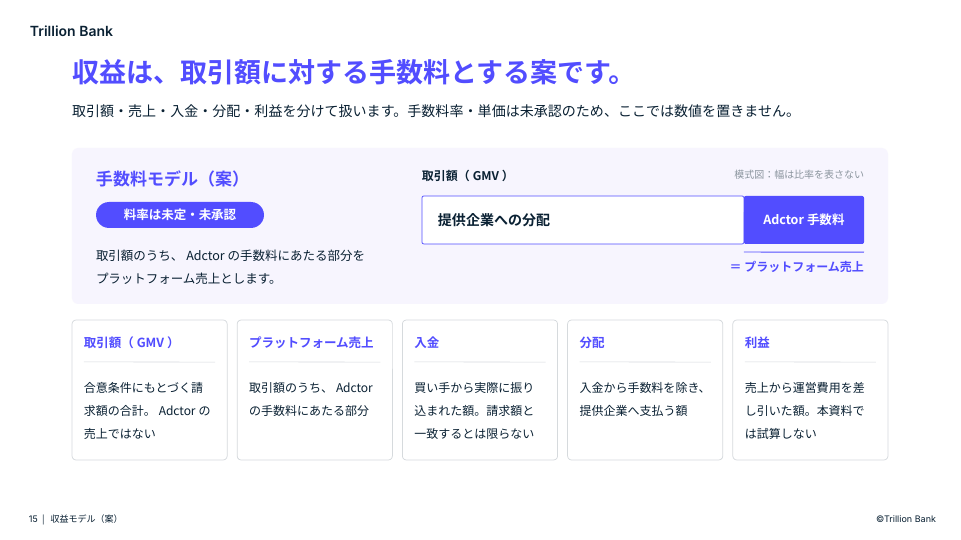 Trillion Bank
収益は、取引額に対する手数料とする案です。
取引額・売上・入金・分配・利益を分けて扱います。手数料率・単価は未承認のため、ここでは数値を置きません。
手数料モデル（案）
料率は未定・未承認
取引額のうち、 Adctor の手数料にあたる部分を
プラットフォーム売上とします。
取引額（ GMV ）
模式図：幅は比率を表さない
提供企業への分配
Adctor 手数料
＝ プラットフォーム売上
取引額（ GMV ）
合意条件にもとづく請
求額の合計。 Adctor の
売上ではない
プラットフォーム売上
取引額のうち、 Adctor
の手数料にあたる部分
入金
買い手から実際に振り
込まれた額。請求額と
一致するとは限らない
分配
入金から手数料を除き、
提供企業へ支払う額
利益
売上から運営費用を差
し引いた額。本資料で
は試算しない
15 | 収益モデル（案）
©Trillion Bank